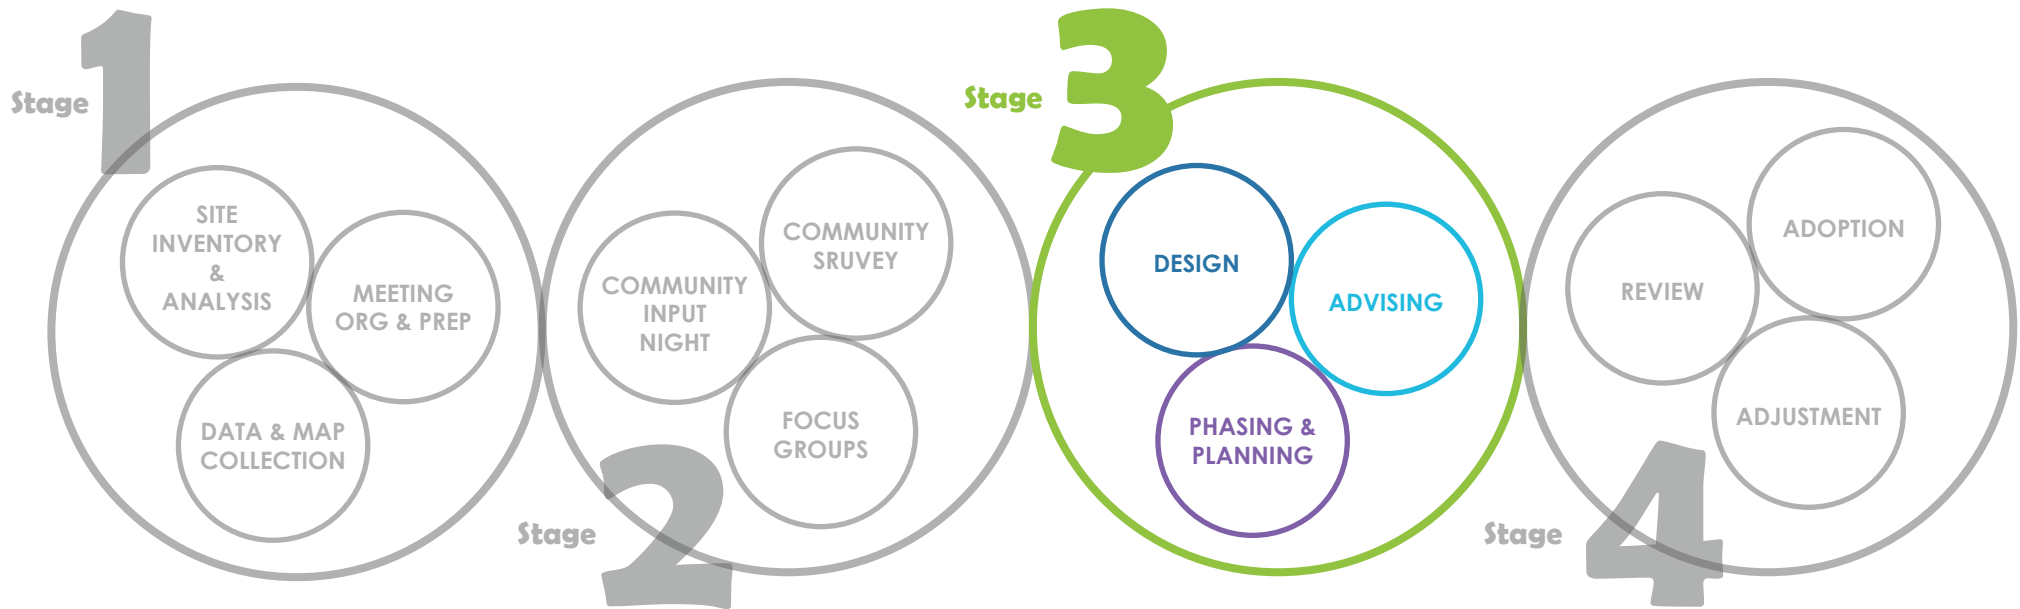 Stage 1
SITE
INVENTORY
&
ANALYSIS
MEETING
ORG & PREP
DATA & MAP
COLLECTION
Stage 2
COMMUNITY
INPUT
NIGHT
COMMUNITY
SRUVEY
FOCUS
GROUPS
Stage 3
DESIGN
ADVISING
PHASING &
PLANNING
Stage 4
REVIEW
ADOPTION
ADJUSTMENT